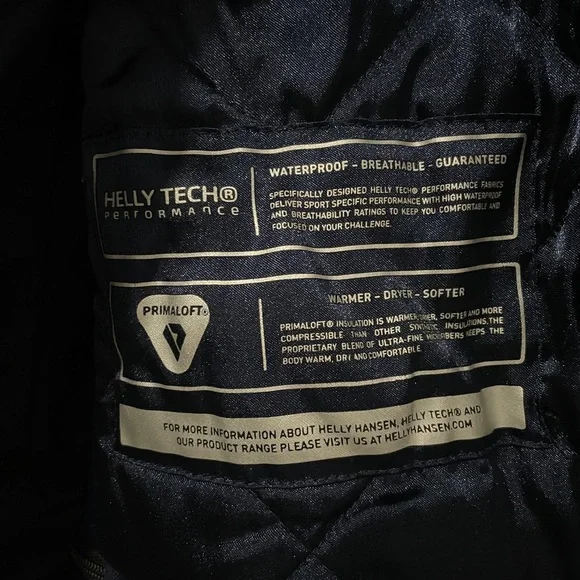 HELLY TECH®
PERFORMANCE
WATERPROOF - BREATHABLE - GUARANTEED
SPECIFICALLY DESIGNED HELLY TECH® PERFORMANCE FABRICS
DELIVER SPORT SPECIFIC PERFORMANCE WITH HIGH WATERPROOF
AND BREATHABILITY RATINGS TO KEEP YOU COMFORTABLE AND
FOCUSED ON YOUR CHALLENGE.
PRIMALOFT®
WARMER - DRYER - SOFTER
PRIMALOFT® INSULATION IS WARMER, DRIER, SOFTER AND MORE
COMPRESSIBLE THAN OTHER SYNTHETIC INSULATIONS, THE
PROPRIETARY BLEND OF ULTRA-FINE MICROFIBERS KEEPS THE
BODY WARM, DRY AND COMFORTABLE.
FOR MORE INFORMATION ABOUT HELLY HANSEN, HELLY TECH® AND
OUR PRODUCT RANGE PLEASE VISIT US AT HELLYHANSEN.COM